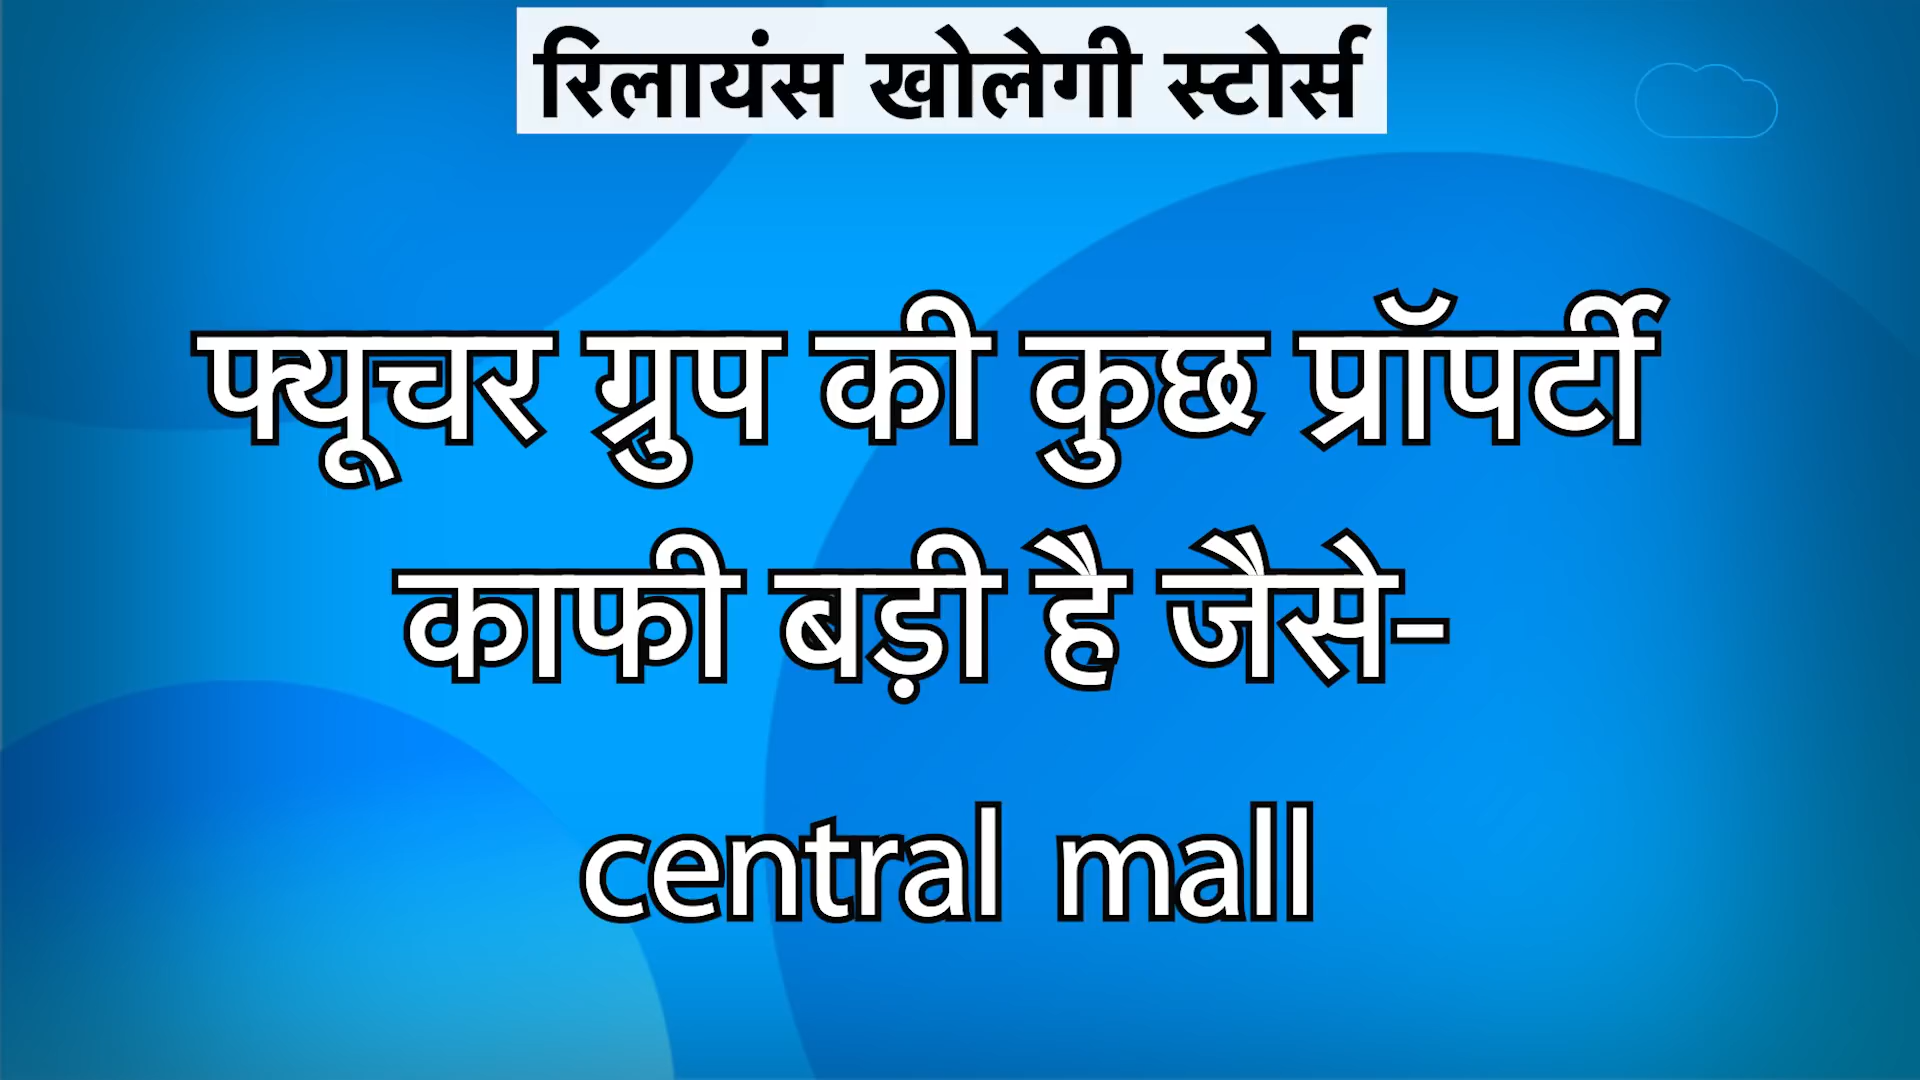 रिलायंस खोलेगी स्टोर्स
फ्यूचर ग्रुप की कुछ प्रॉपर्टी
काफी बड़ी है जैसे-
central mall